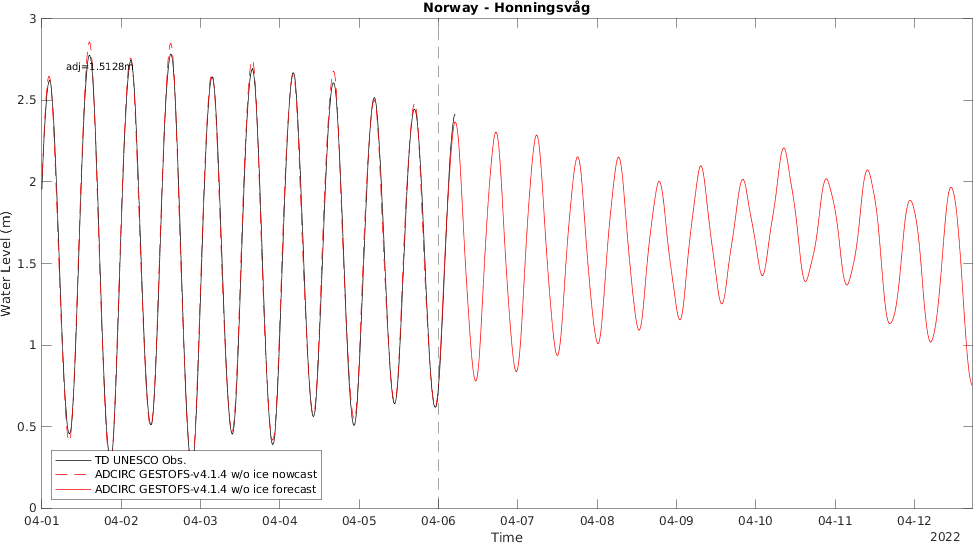 Norway - Honningsvåg
3
adj=1.5128m
2.5
2
1.5
1
0.5
0
Water Level (m)
TD UNESCO Obs.
ADCIRC GESTOFS-v4.1.4 w/o ice nowcast
ADCIRC GESTOFS-v4.1.4 w/o ice forecast
04-01 04-02 04-03 04-04 04-05 04-06 04-07 04-08 04-09 04-10 04-11 04-12
Time
2022